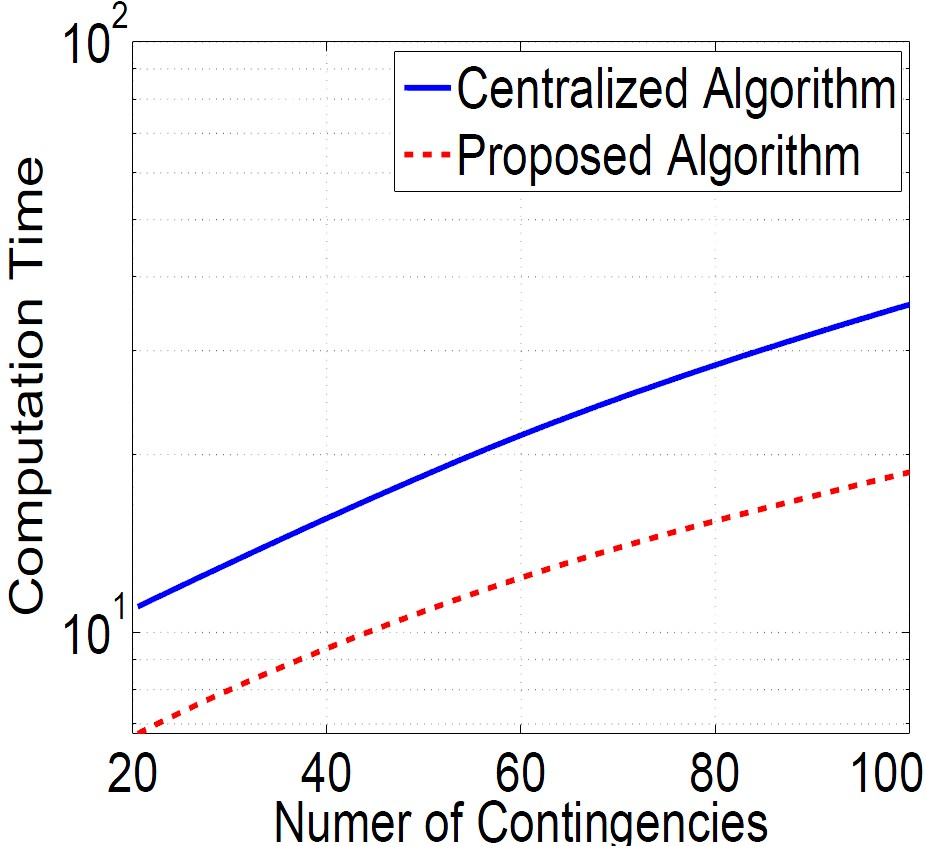 10^2
Centralized Algorithm
Proposed Algorithm
Computation Time
10^1
20 40 60 80 100
Numer of Contingencies